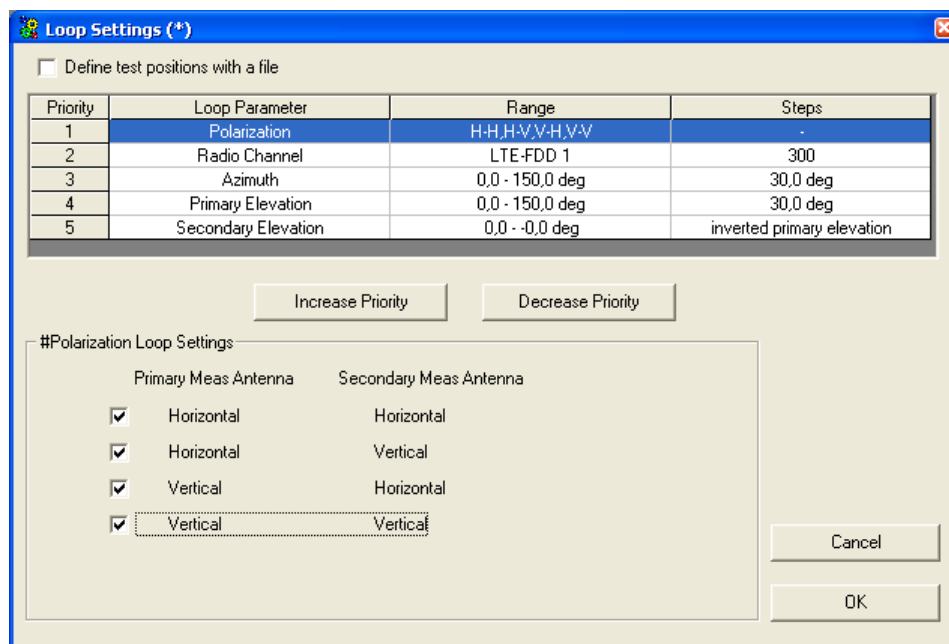 Loop Settings (*)
Define test positions with a file
Priority Loop Parameter Range Steps
1 Polarization H-H,H-V,V-H,V-V -
2 Radio Channel LTE-FDD 1 300
3 Azimuth 0,0 - 150,0 deg 30,0 deg
4 Primary Elevation 0,0 - 150,0 deg 30,0 deg
5 Secondary Elevation 0,0 - -0,0 deg inverted primary elevation
Increase Priority Decrease Priority
#Polarization Loop Settings
Primary Meas Antenna Secondary Meas Antenna
Horizontal Horizontal
Horizontal Vertical
Vertical Horizontal
Vertical Vertical
Cancel
OK